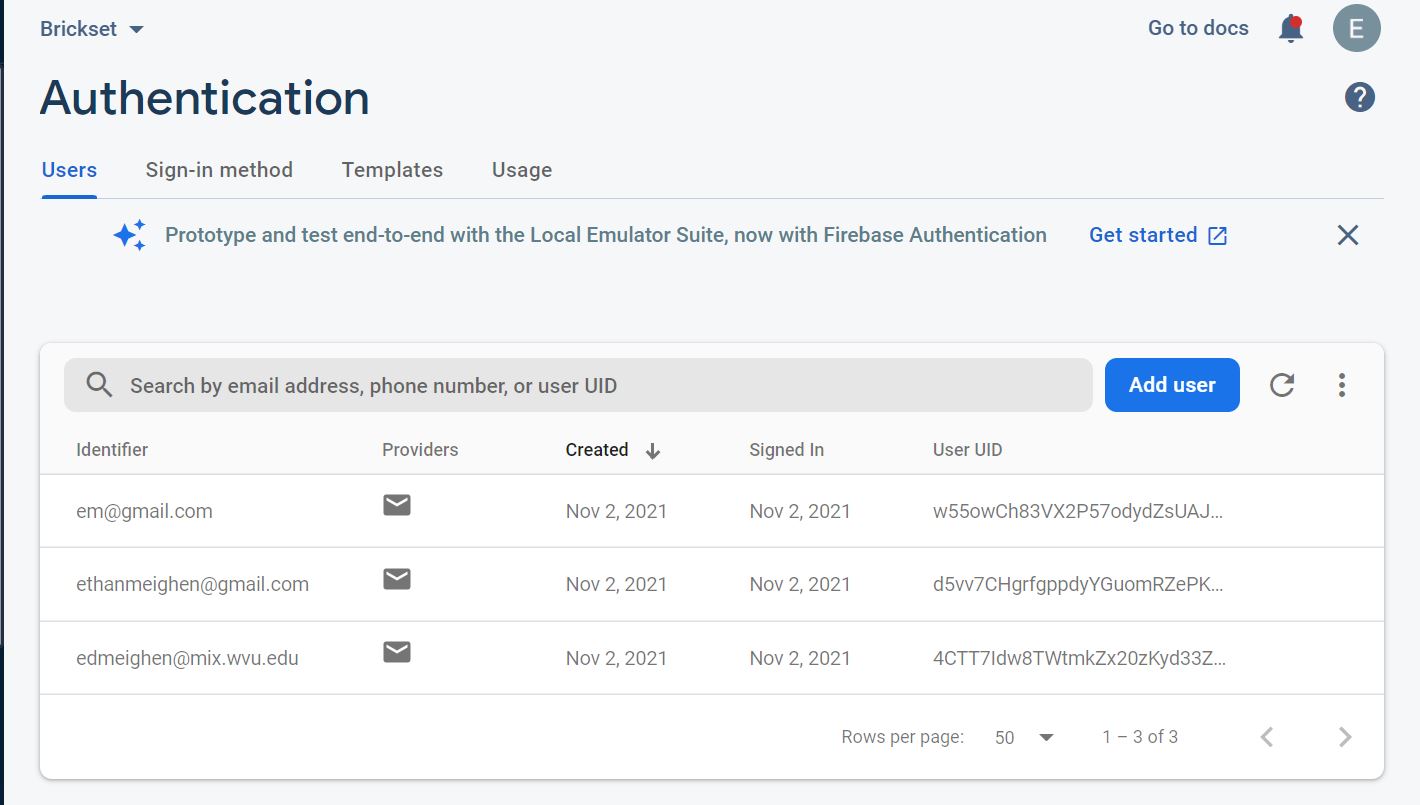 Brickset
Go to docs
E
Authentication
?
Users Sign-in method Templates Usage
Prototype and test end-to-end with the Local Emulator Suite, now with Firebase Authentication Get started
Search by email address, phone number, or user UID Add user
Identifier Providers Created Signed In User UID
em@gmail.com Nov 2, 2021 Nov 2, 2021 w55owCh83VX2P57odydZsUAJ...
ethanmeighen@gmail.com Nov 2, 2021 Nov 2, 2021 d5vv7CHgrfgppdyYGuomRZePK...
edmeighen@mix.wvu.edu Nov 2, 2021 Nov 2, 2021 4CTT7Idw8TWtmkZx20zKyd33Z...
Rows per page: 50 1 – 3 of 3